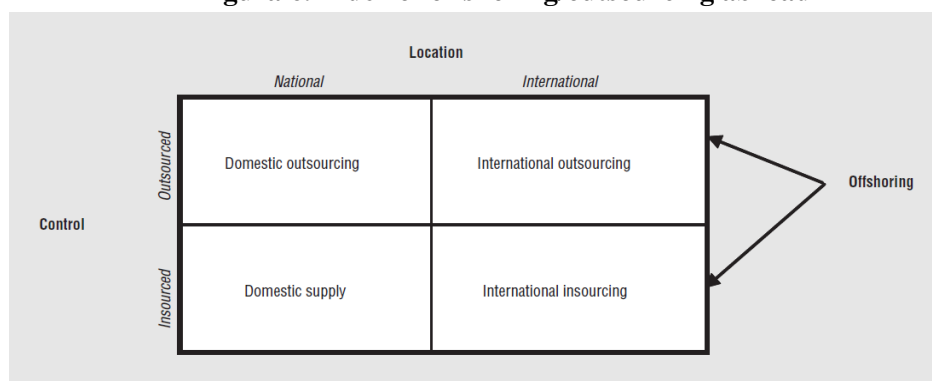 Location
National International
Outsourced
Domestic outsourcing International outsourcing
Offshoring
Control
Insourced
Domestic supply International insourcing